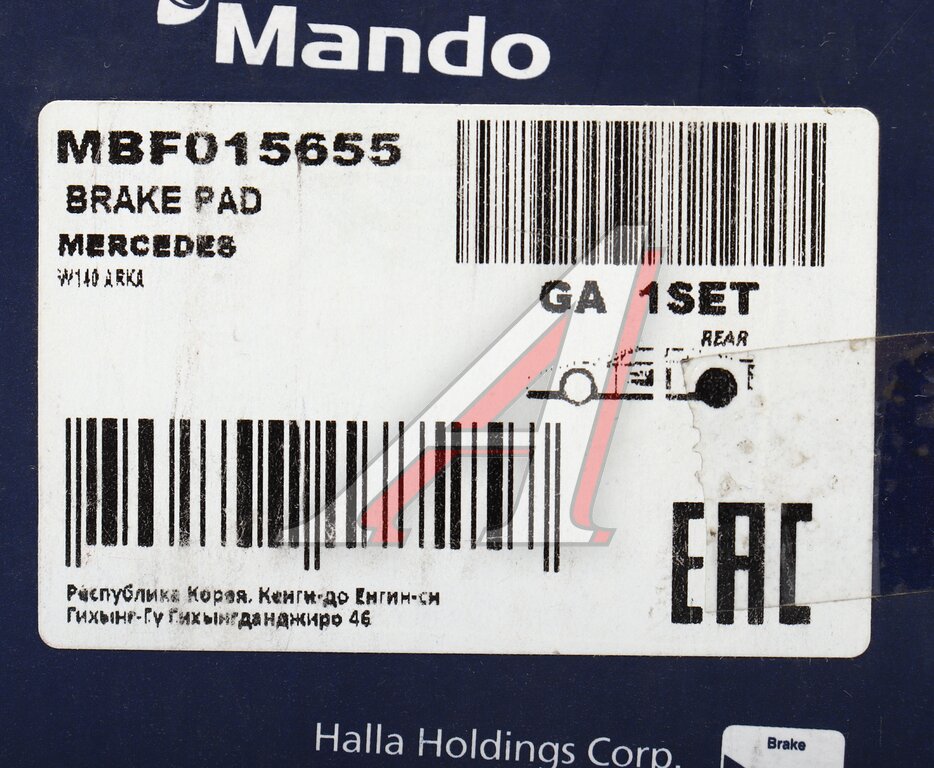 Mando
MBF015655
BRAKE PAD
MERCEDES
W140 ARKA
GA 1SET
REAR
EAC
Республика Корея, Кенги-до Енгин-си
Гихынг-Гу Гихынгданджиро 46
Halla Holdings Corp.
Brake